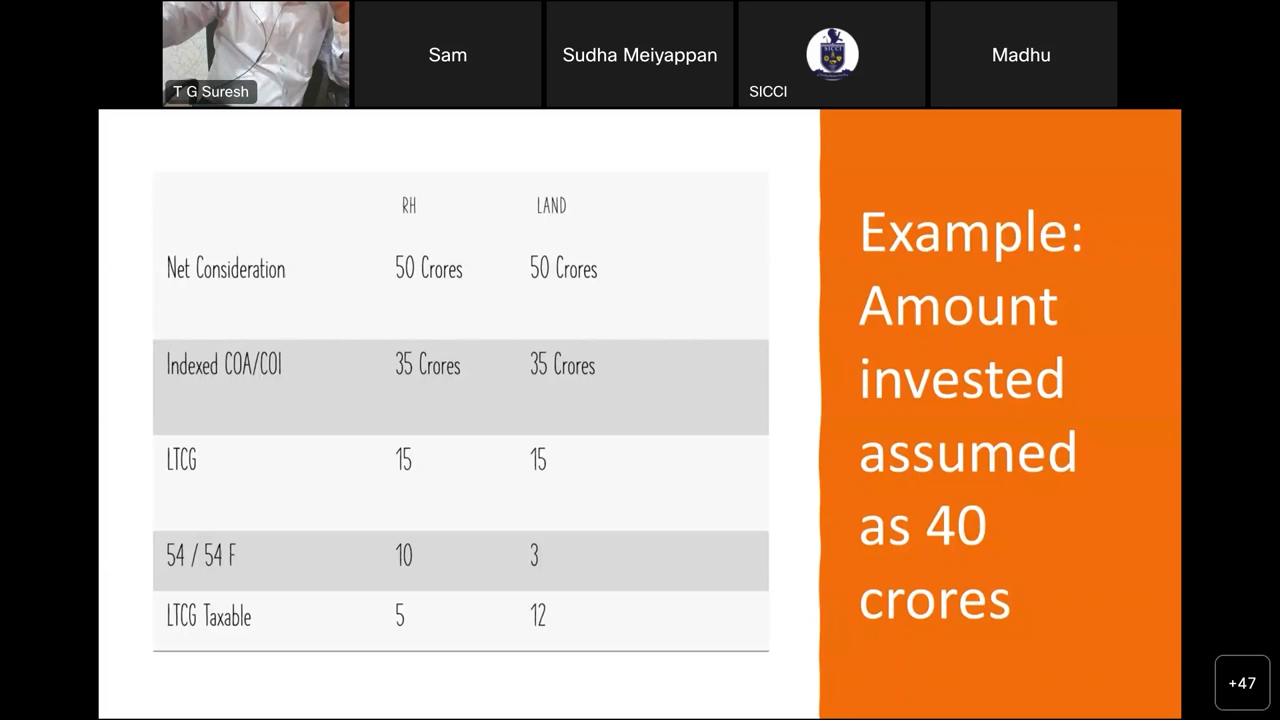 T G Suresh
Sam
Sudha Meiyappan
SICCI
SICCI
Madhu
RH LAND
Net Consideration 50 Crores 50 Crores
Indexed COA/COI 35 Crores 35 Crores
LTCG 15 15
54 / 54 F 10 3
LTCG Taxable 5 12
Example:
Amount
invested
assumed
as 40
crores
+47